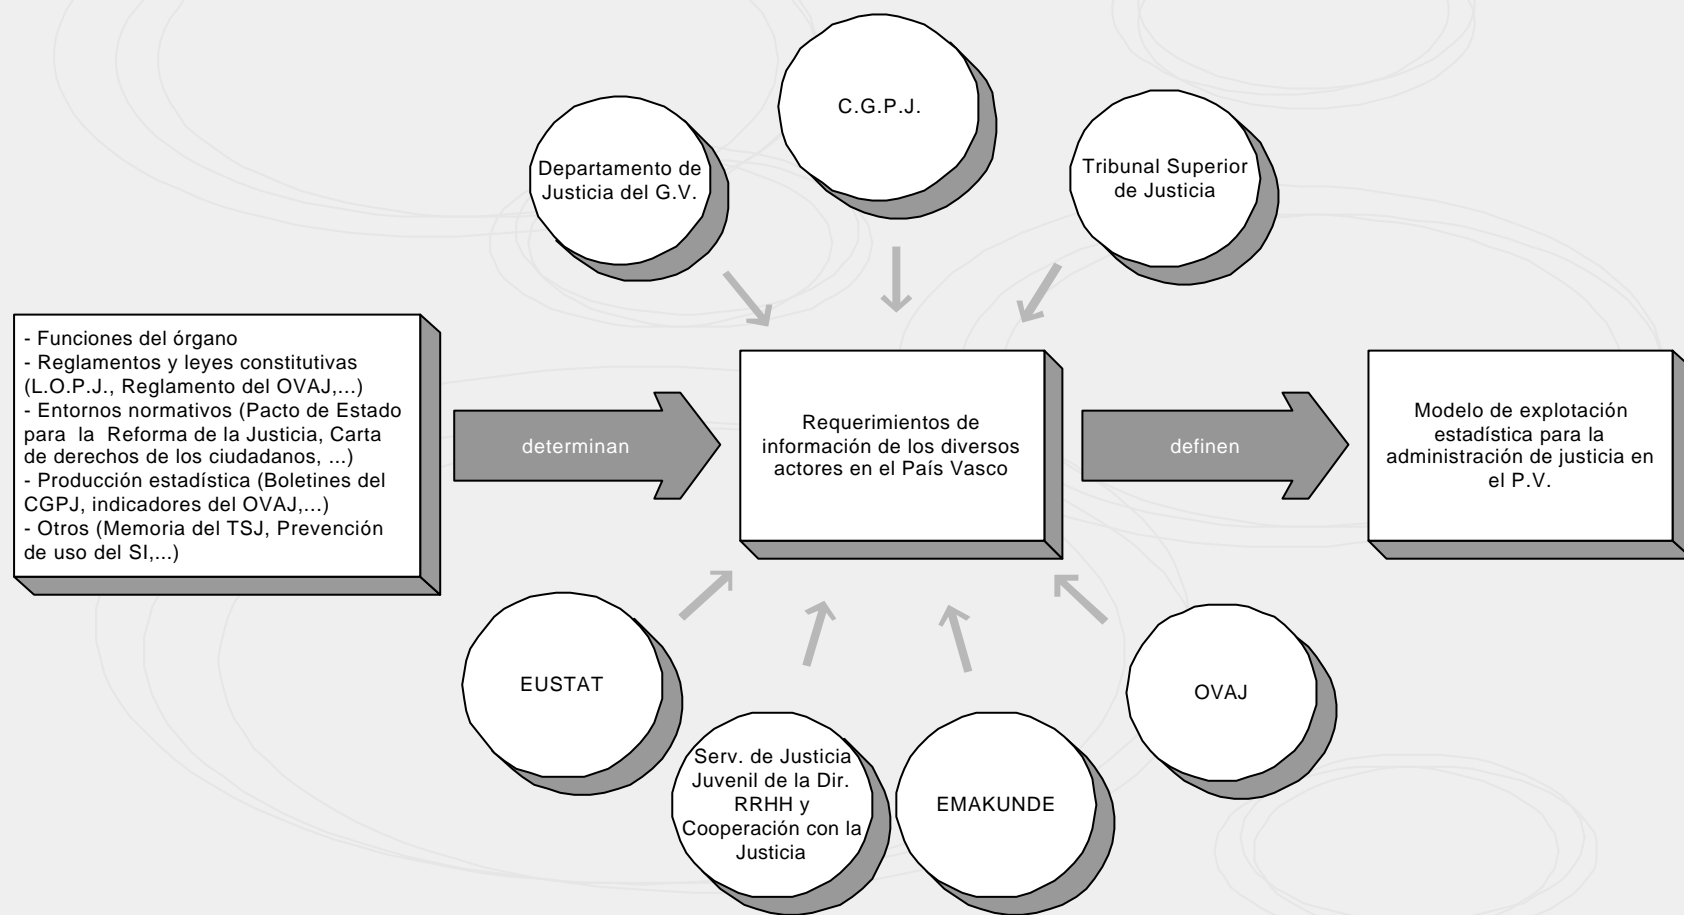 C.G.P.J.
Departamento de
Justicia del G.V.
Tribunal Superior
de Justicia
- Funciones del órgano
- Reglamentos y leyes constitutivas
(L.O.P.J., Reglamento del OVAJ,...)
- Entornos normativos (Pacto de Estado
para la Reforma de la Justicia, Carta
de derechos de los ciudadanos, ...)
- Producción estadística (Boletines del
CGPJ, indicadores del OVAJ,...)
- Otros (Memoria del TSJ, Prevención
de uso del SI,...)
determinan
Requerimientos de
información de los diversos
actores en el País Vasco
definen
Modelo de explotación
estadística para la
administración de justicia en
el P.V.
EUSTAT
Serv. de Justicia
Juvenil de la Dir.
RRHH y
Cooperación con la
Justicia
EMAKUNDE
OVAJ